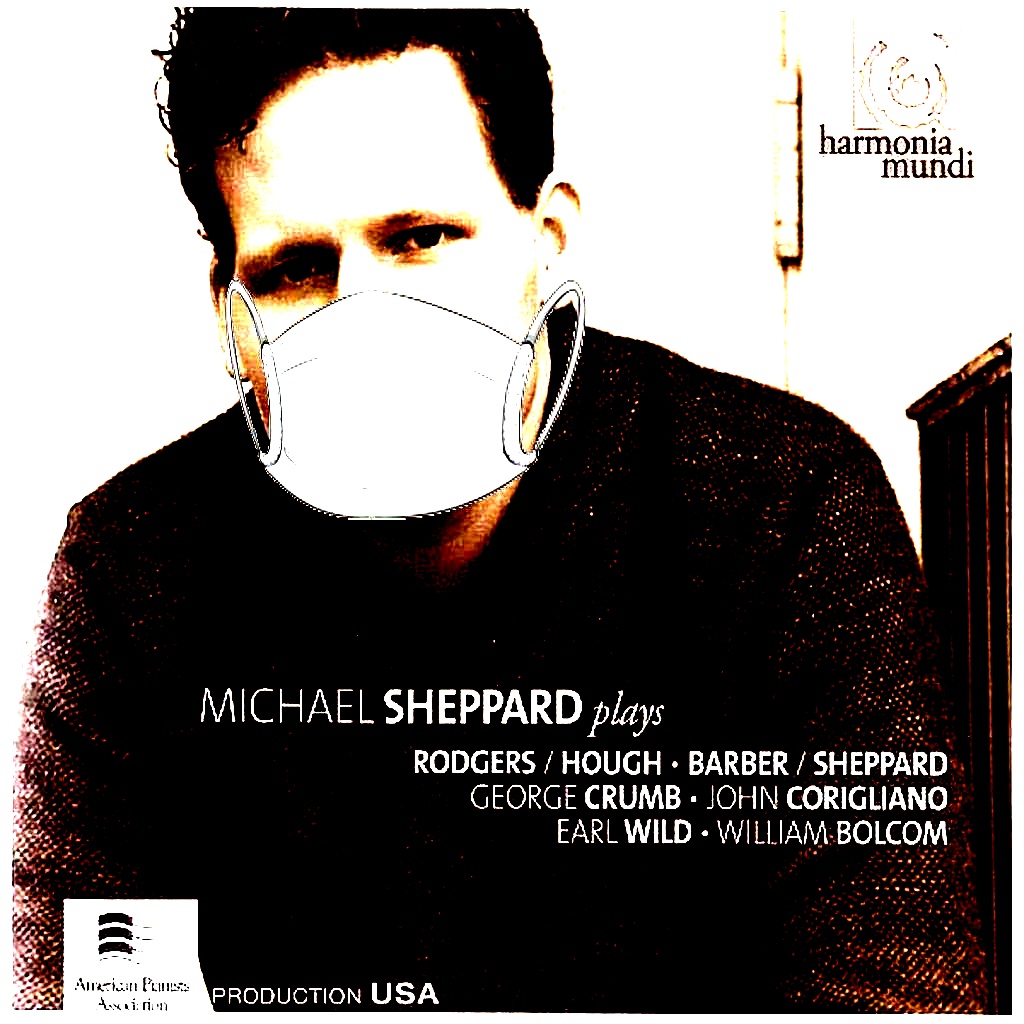 harmonia
mundi
MICHAEL SHEPPARD plays
RODGERS / HOUGH • BARBER / SHEPPARD
GEORGE CRUMB • JOHN CORIGLIANO
EARL WILD • WILLIAM BOLCOM
American Pianists
Association
PRODUCTION USA